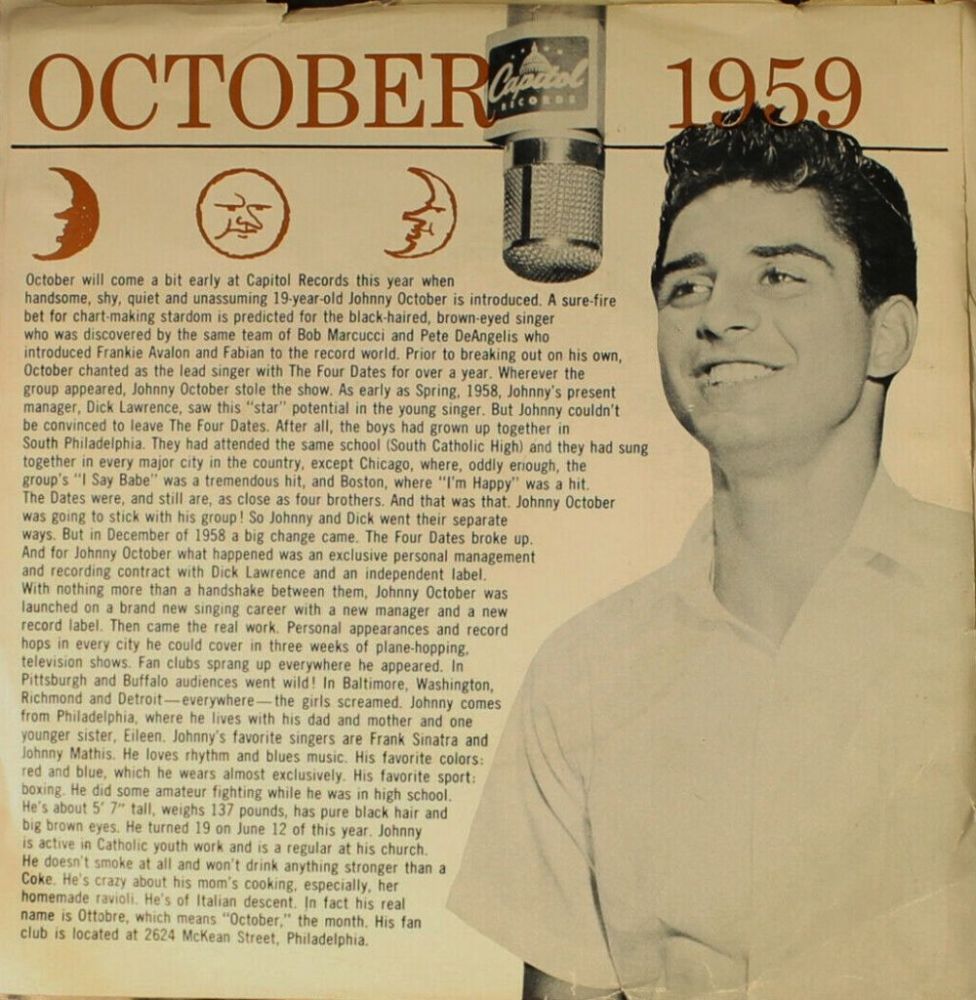 OCTOBER 1959
Capitol
RECORDS
October will come a bit early at Capitol Records this year when
handsome, shy, quiet and unassuming 19-year-old Johnny October is introduced. A sure-fire
bet for chart-making stardom is predicted for the black-haired, brown-eyed singer
who was discovered by the same team of Bob Marcucci and Pete DeAngelis who
introduced Frankie Avalon and Fabian to the record world. Prior to breaking out on his own,
October chanted as the lead singer with The Four Dates for over a year. Wherever the
group appeared, Johnny October stole the show. As early as Spring, 1958, Johnny's present
manager, Dick Lawrence, saw this "star" potential in the young singer. But Johnny couldn't
be convinced to leave The Four Dates. After all, the boys had grown up together in
South Philadelphia. They had attended the same school (South Catholic High) and they had sung
together in every major city in the country, except Chicago, where, oddly enough, the
group's "I Say Babe" was a tremendous hit, and Boston, where "I'm Happy" was a hit.
The Dates were, and still are, as close as four brothers. And that was that. Johnny October
was going to stick with his group! So Johnny and Dick went their separate
ways. But in December of 1958 a big change came. The Four Dates broke up.
And for Johnny October what happened was an exclusive personal management
and recording contract with Dick Lawrence and an independent label.
With nothing more than a handshake between them, Johnny October was
launched on a brand new singing career with a new manager and a new
record label. Then came the real work. Personal appearances and record
hops in every city he could cover in three weeks of plane-hopping,
television shows. Fan clubs sprang up everywhere he appeared. In
Pittsburgh and Buffalo audiences went wild! In Baltimore, Washington,
Richmond and Detroit—everywhere—the girls screamed. Johnny comes
from Philadelphia, where he lives with his dad and mother and one
younger sister, Eileen. Johnny's favorite singers are Frank Sinatra and
Johnny Mathis. He loves rhythm and blues music. His favorite colors:
red and blue, which he wears almost exclusively. His favorite sport:
boxing. He did some amateur fighting while he was in high school.
He's about 5' 7" tall, weighs 137 pounds, has pure black hair and
big brown eyes. He turned 19 on June 12 of this year. Johnny
is active in Catholic youth work and is a regular at his church.
He doesn't smoke at all and won't drink anything stronger than a
Coke. He's crazy about his mom's cooking, especially, her
homemade ravioli. He's of Italian descent. In fact his real
name is Ottobre, which means "October," the month. His fan
club is located at 2624 McKean Street, Philadelphia.